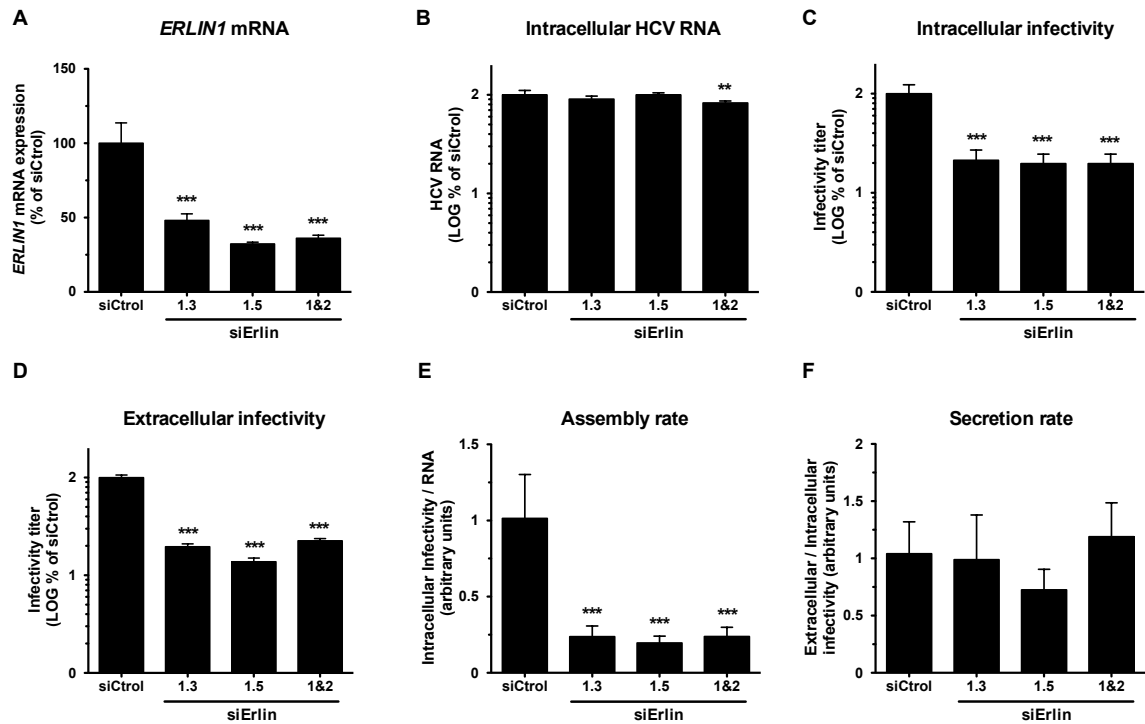 A
ERLIN1 mRNA
ERLIN1 mRNA expression
(% of siCtrol)
150
100
50
0
***
***
***
siCtrol
1.3
1.5
1&2
siErlin
B
Intracellular HCV RNA
HCV RNA
(LOG % of siCtrol)
2
1
0
**
siCtrol
1.3
1.5
1&2
siErlin
C
Intracellular infectivity
Infectivity titer
(LOG % of siCtrol)
2
1
0
***
***
***
siCtrol
1.3
1.5
1&2
siErlin
D
Extracellular infectivity
Infectivity titer
(LOG % of siCtrol)
2
1
0
***
***
***
siCtrol
1.3
1.5
1&2
siErlin
E
Assembly rate
Intracellular Infectivity / RNA
(arbitrary units)
1.5
1
0.5
0
***
***
***
siCtrol
1.3
1.5
1&2
siErlin
F
Secretion rate
Extracellular / Intracellular
infectivity (arbitrary units)
2
1.5
1
0.5
0
siCtrol
1.3
1.5
1&2
siErlin